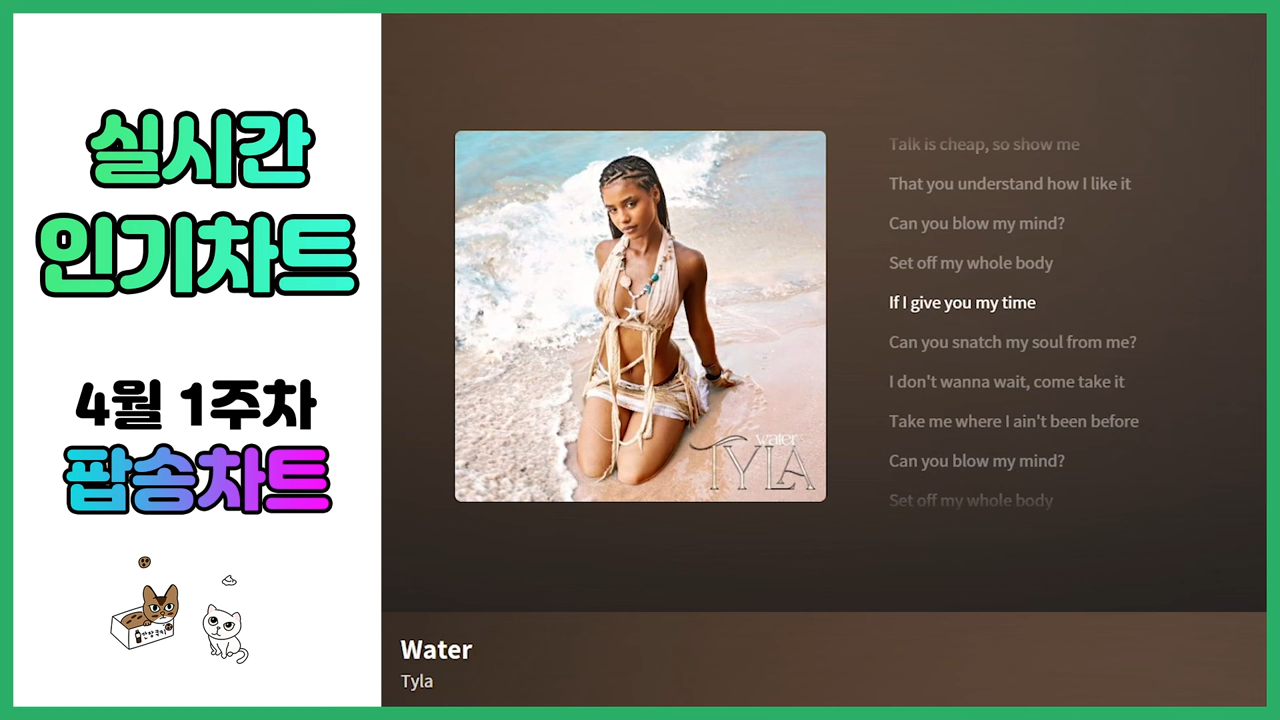 실시간
인기차트
4월 1주차
팝송차트
water
TYLA
Talk is cheap, so show me
That you understand how I like it
Can you blow my mind?
Set off my whole body
If I give you my time
Can you snatch my soul from me?
I don't wanna wait, come take it
Take me where I ain't been before
Can you blow my mind?
Set off my whole body
Water
Tyla